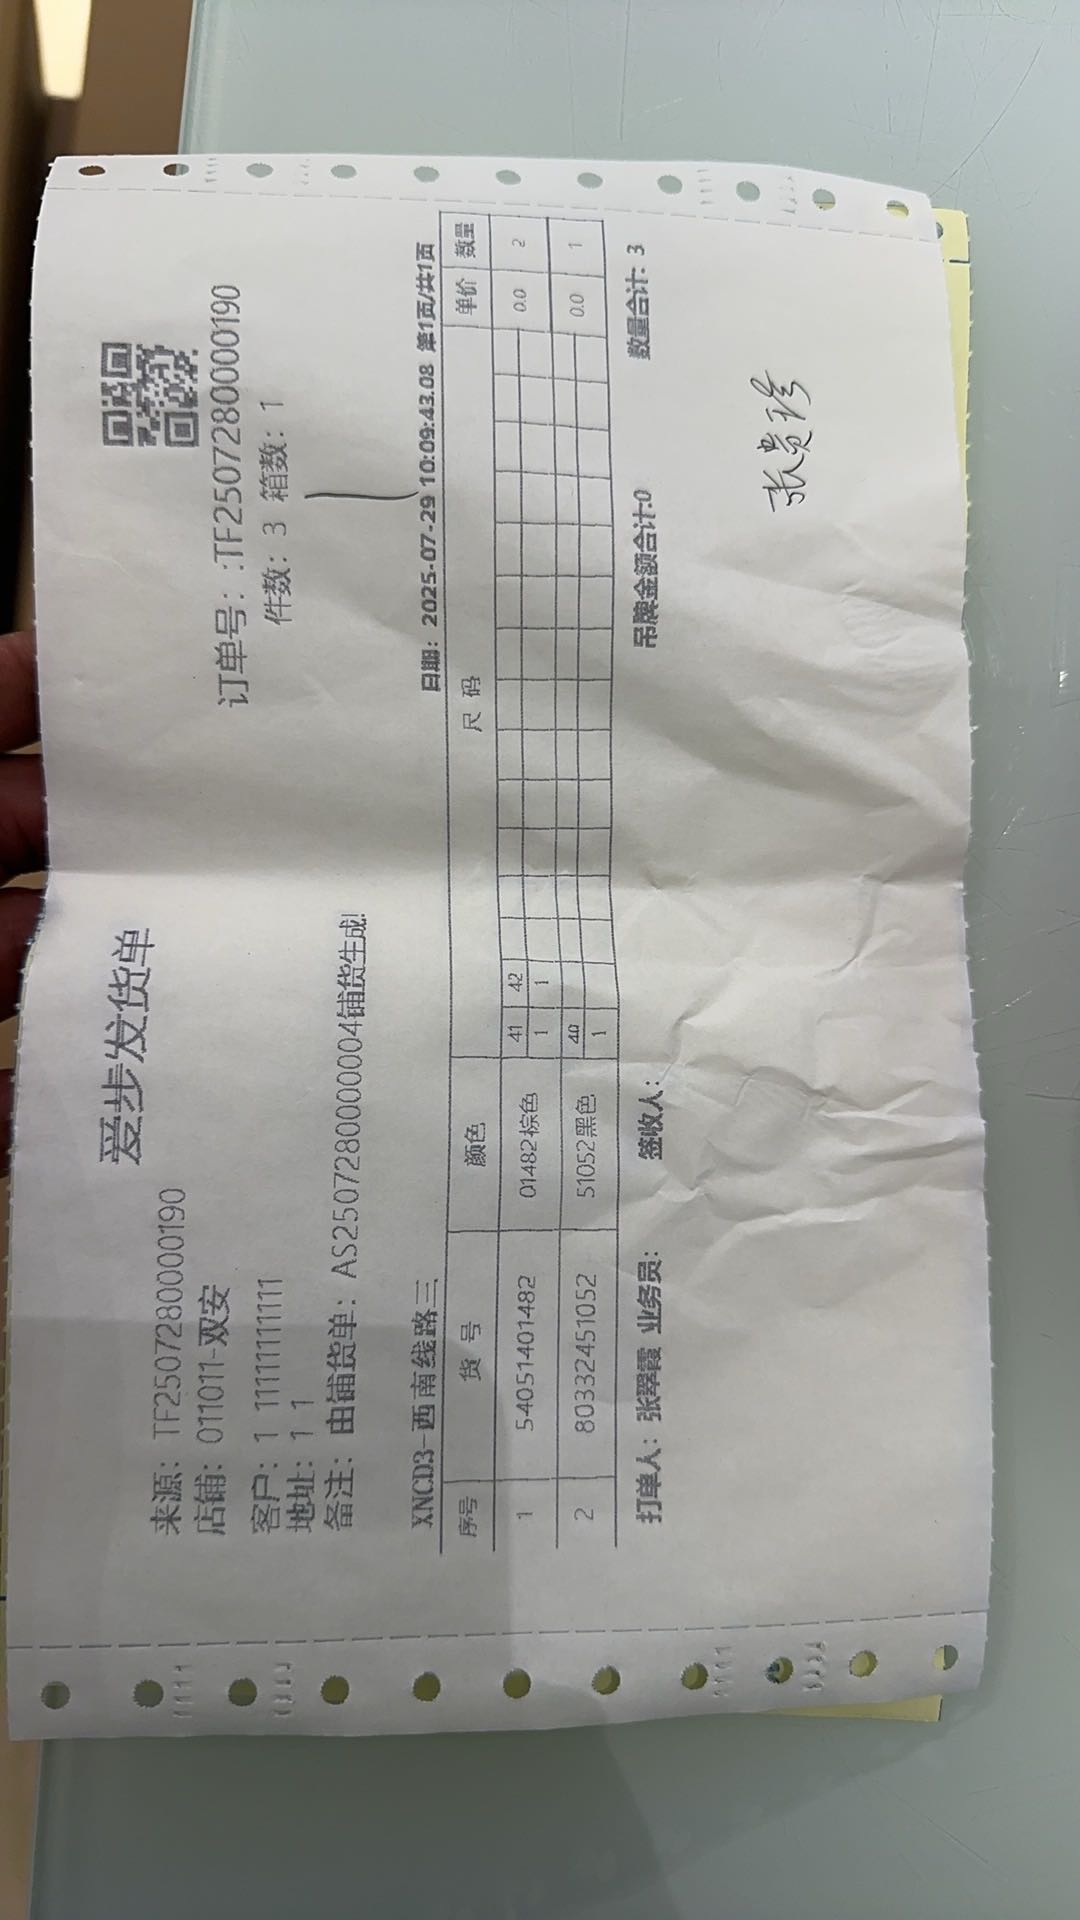 爱步发货单
来源：TF2507280000190
订单号：:TF2507280000190
店铺：011011-双安
件数：3 箱数：1
客户：1 11111111111
地址：1 1
备注：由铺货单：AS2507280000004铺货生成!
XNCD3-西南线路三 日期：2025-07-29 10:09:43.08 第1页/共1页
序号 货号 颜色 尺码 单价 数量
41 42
1 54051401482 01482棕色 1 1 0.0 2
40
2 80332451052 51052黑色 1 0.0 1
打单人：张翠霞 业务员： 签收人： 吊牌金额合计:0 数量合计：3
张贵珍